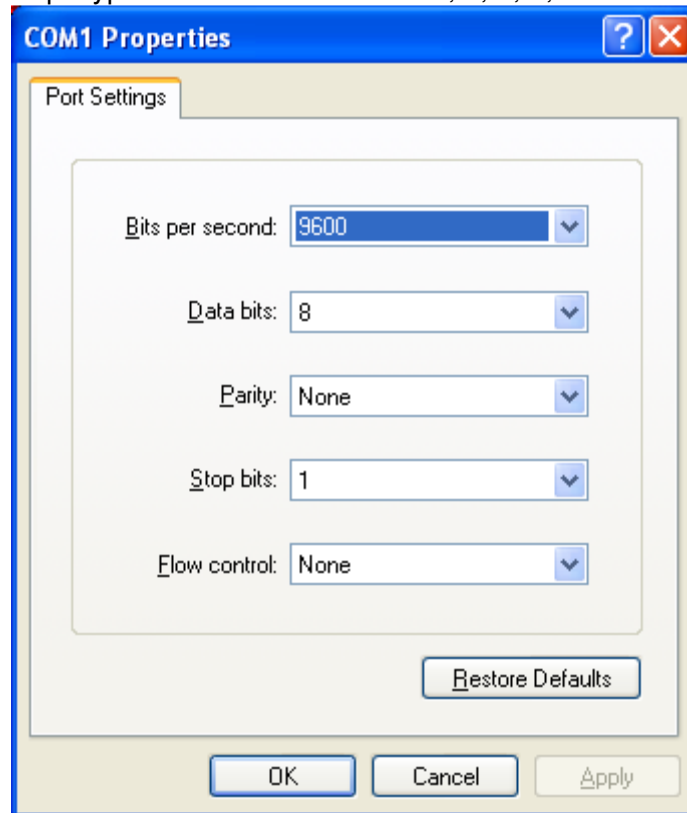 COM1 Properties
Port Settings
Bits per second: 9600
Data bits: 8
Parity: None
Stop bits: 1
Flow control: None
Restore Defaults
OK Cancel Apply